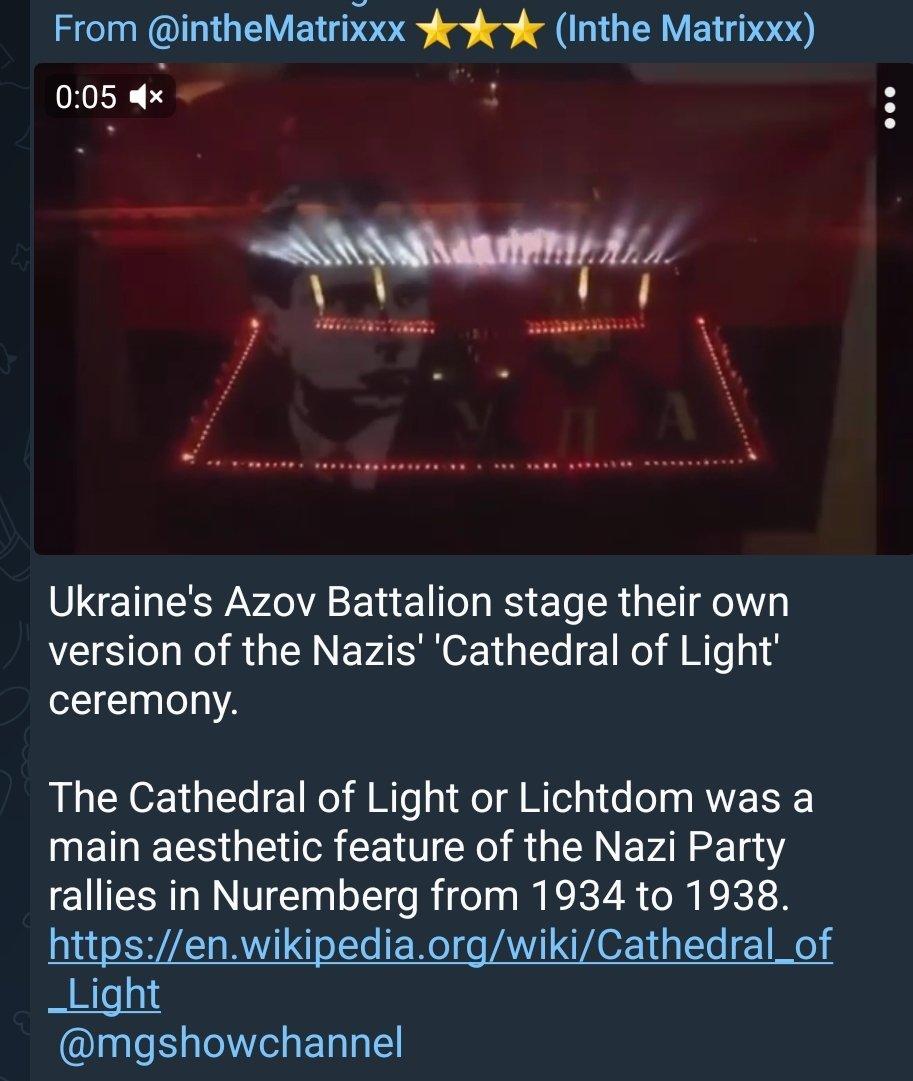 From @intheMatrixxx ⭐⭐⭐ (Inthe Matrixxx)
0:05
У П А
Ukraine's Azov Battalion stage their own
version of the Nazis' 'Cathedral of Light'
ceremony.
The Cathedral of Light or Lichtdom was a
main aesthetic feature of the Nazi Party
rallies in Nuremberg from 1934 to 1938.
https://en.wikipedia.org/wiki/Cathedral_of
_Light
@mgshowchannel